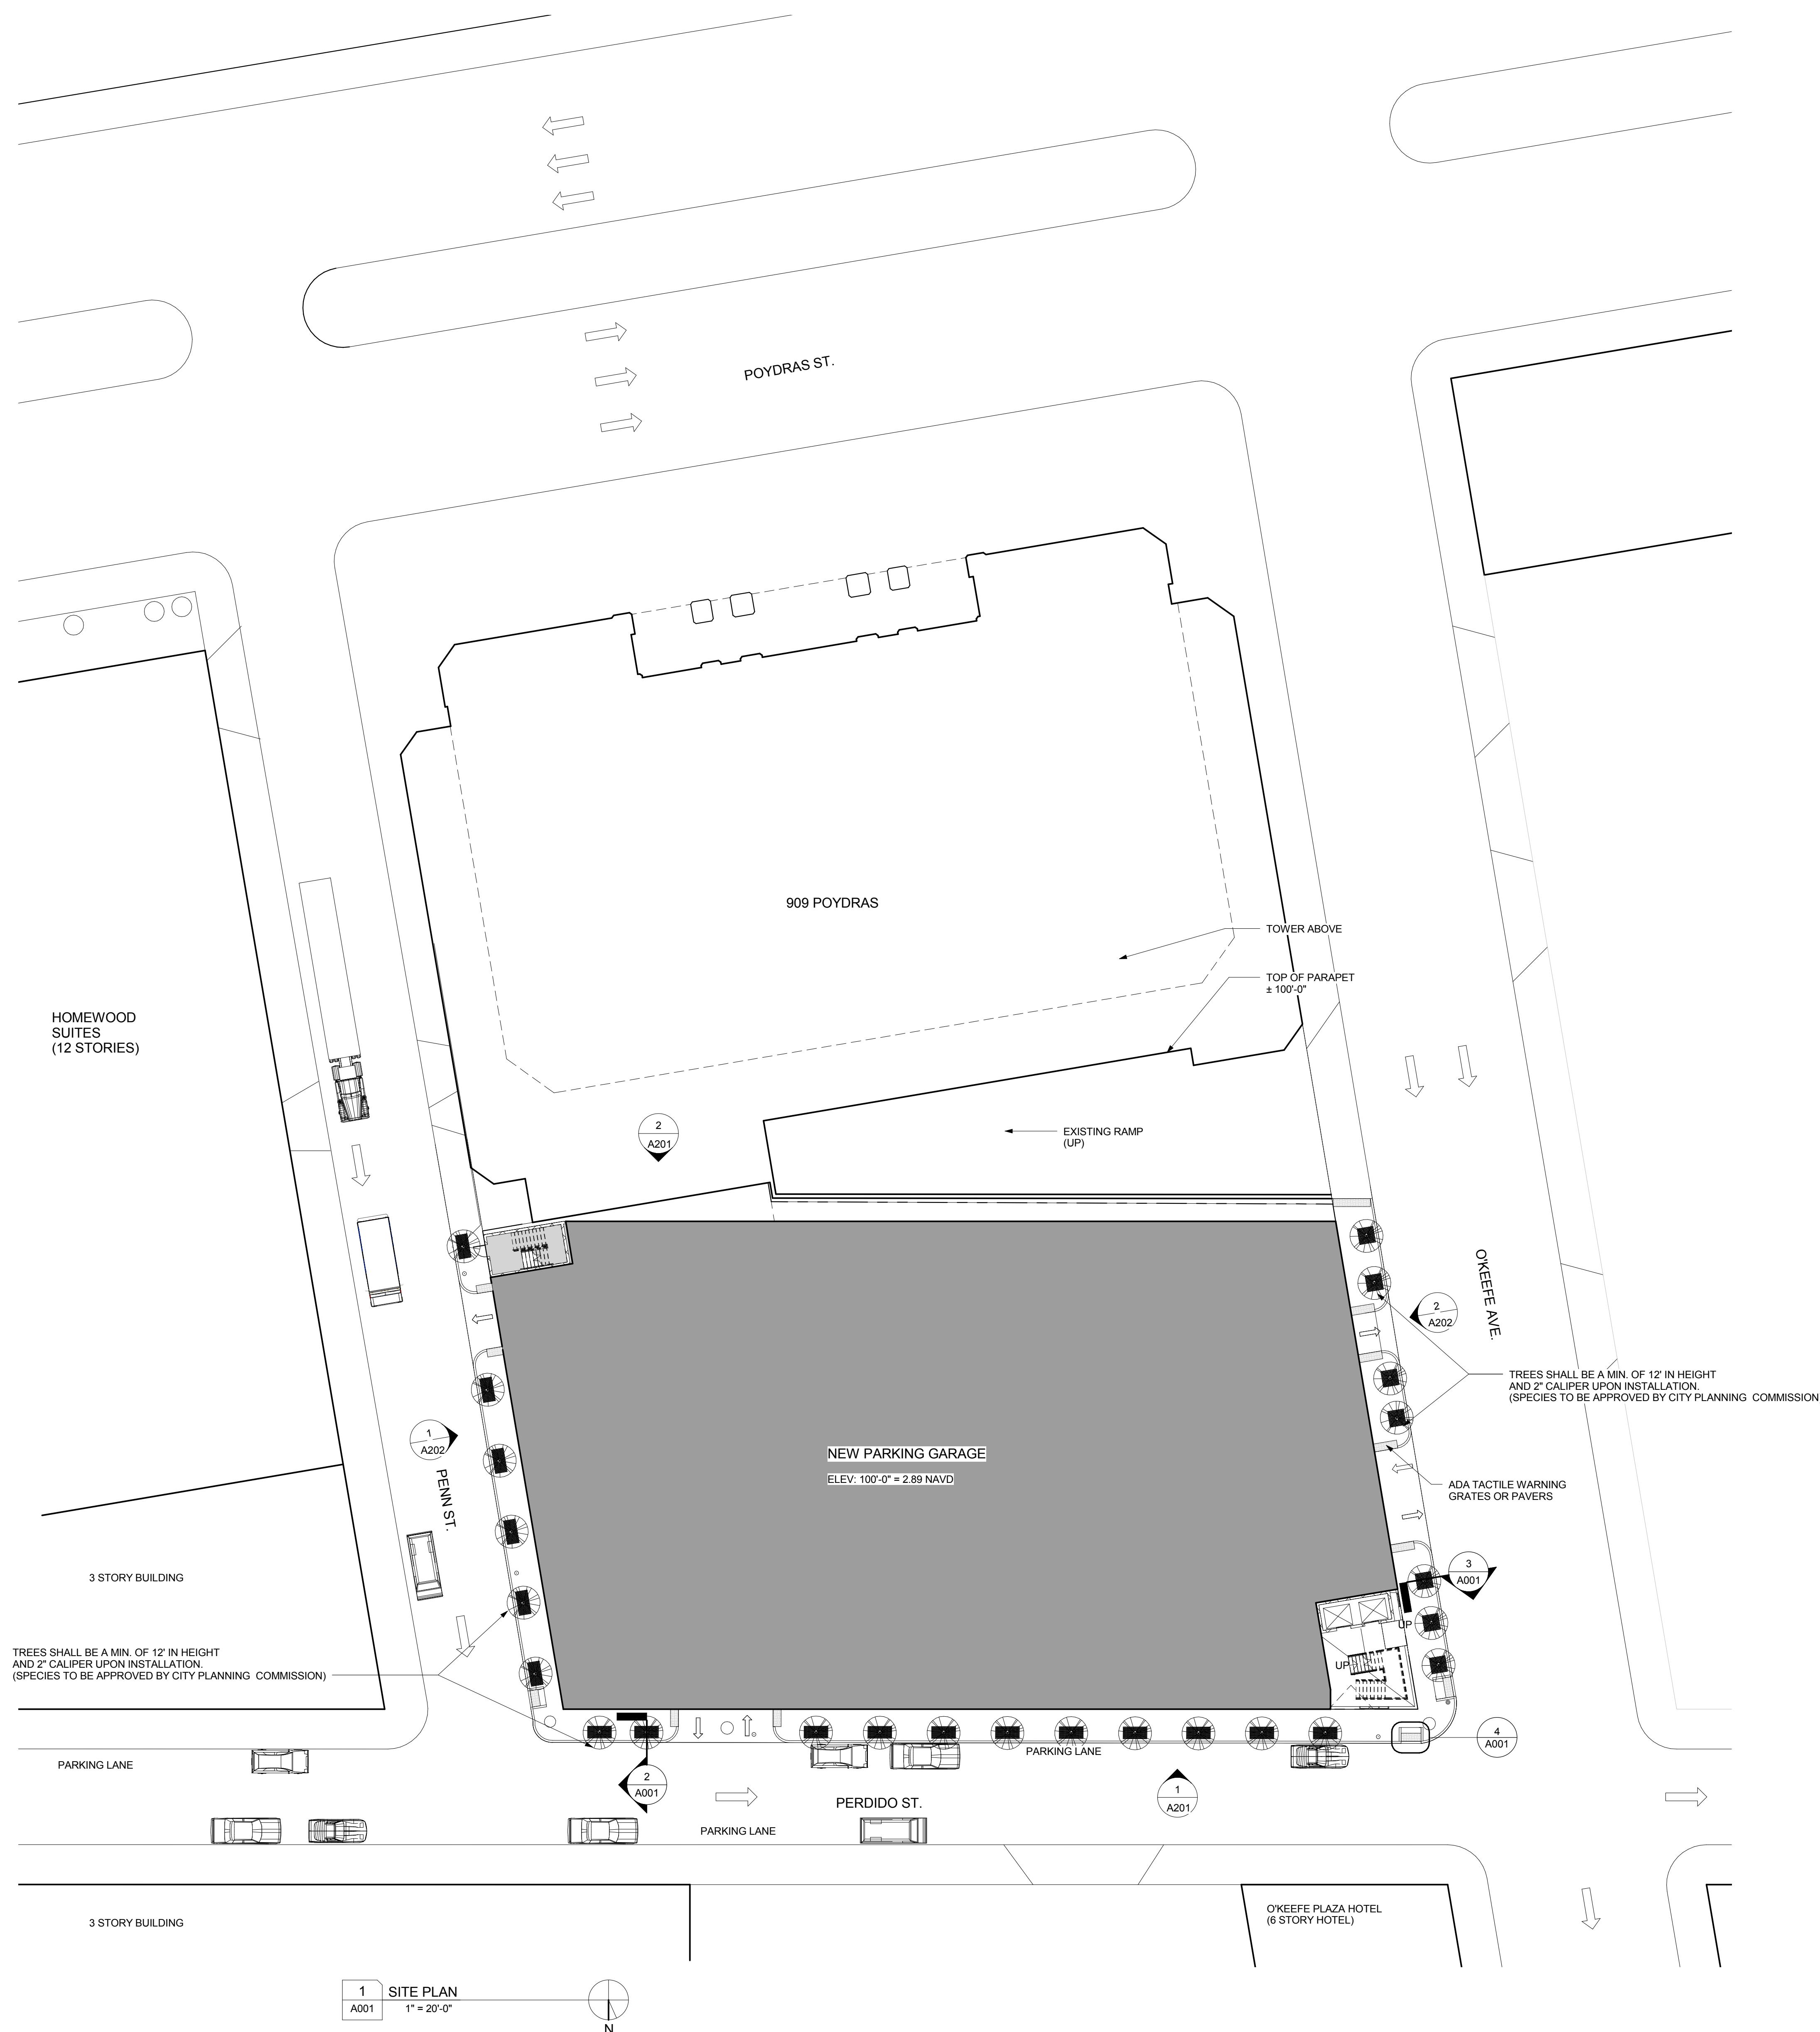 POYDRAS ST.
909 POYDRAS
TOWER ABOVE
TOP OF PARAPET
± 100'-0"
HOMEWOOD
SUITES
(12 STORIES)
2
A201
EXISTING RAMP
(UP)
O'KEEFE AVE.
2
A202
TREES SHALL BE A MIN. OF 12' IN HEIGHT
AND 2" CALIPER UPON INSTALLATION.
(SPECIES TO BE APPROVED BY CITY PLANNING  COMMISSION
1
A202
PENN ST.
NEW PARKING GARAGE
ELEV: 100'-0" = 2.89 NAVD
ADA TACTILE WARNING
GRATES OR PAVERS
3 STORY BUILDING
3
A001
UP
UP
TREES SHALL BE A MIN. OF 12' IN HEIGHT
AND 2" CALIPER UPON INSTALLATION.
(SPECIES TO BE APPROVED BY CITY PLANNING  COMMISSION)
4
A001
PARKING LANE
PARKING LANE
2
A001
1
A201
PERDIDO ST.
PARKING LANE
3 STORY BUILDING
O'KEEFE PLAZA HOTEL
(6 STORY HOTEL)
1
A001
SITE PLAN
1" = 20'-0"
N